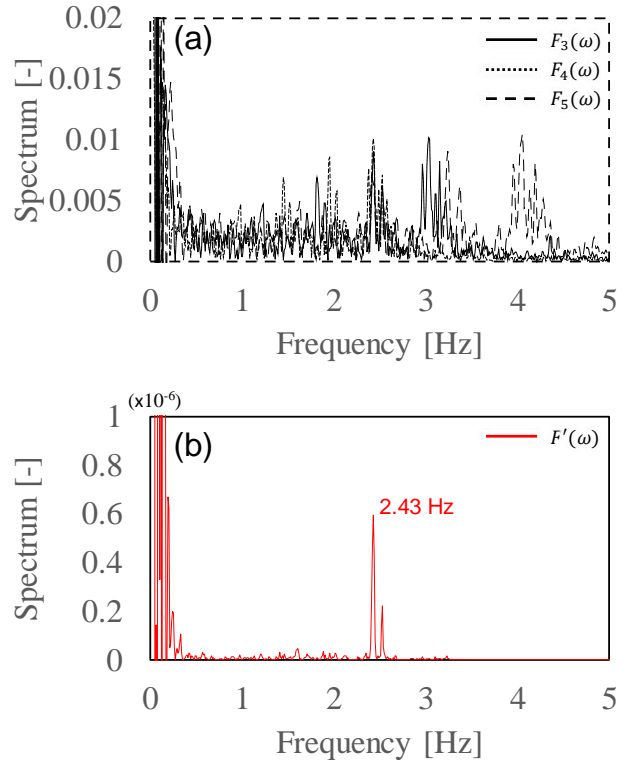 (a)
F₃(ω)
F₄(ω)
F₅(ω)
Spectrum [-]
0.02
0.015
0.01
0.005
0
0 1 2 3 4 5
Frequency [Hz]
(x10⁻⁶)
(b)
F′(ω)
2.43 Hz
Spectrum [-]
1
0.8
0.6
0.4
0.2
0
0 1 2 3 4 5
Frequency [Hz]